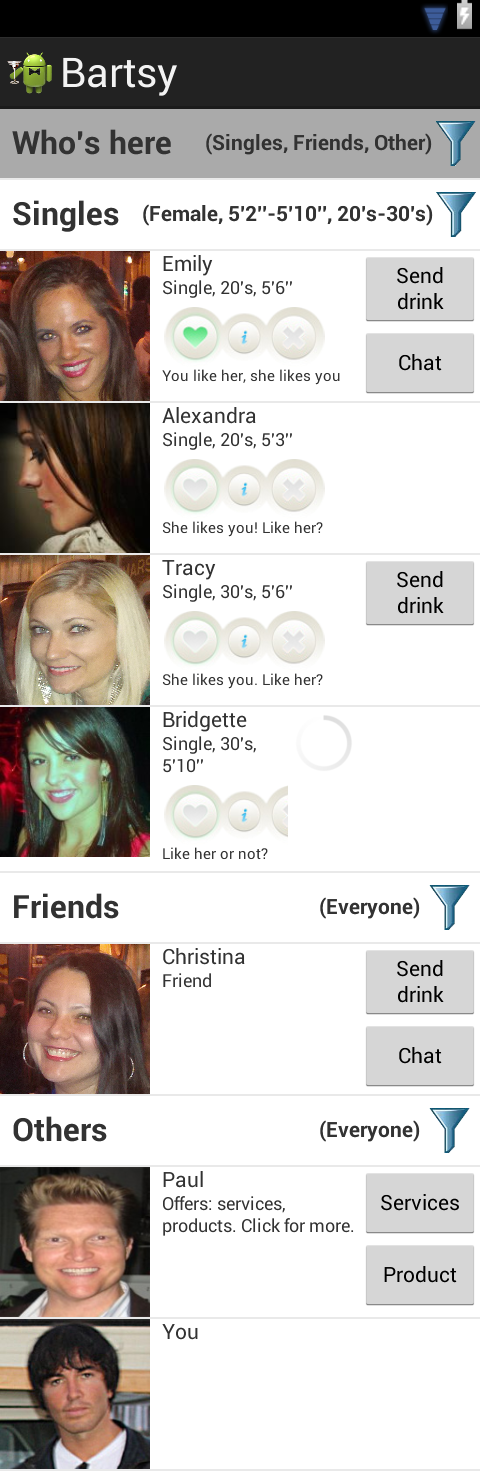 Bartsy
Who's here (Singles, Friends, Other)
Singles (Female, 5'2''-5'10'', 20's-30's)
Emily
Single, 20's, 5'6''
You like her, she likes you
Send
drink
Chat
Alexandra
Single, 20's, 5'3''
She likes you! Like her?
Tracy
Single, 30's, 5'6''
She likes you. Like her?
Send
drink
Bridgette
Single, 30's,
5'10''
Like her or not?
Friends (Everyone)
Christina
Friend
Send
drink
Chat
Others (Everyone)
Paul
Offers: services,
products. Click for more.
Services
Product
You